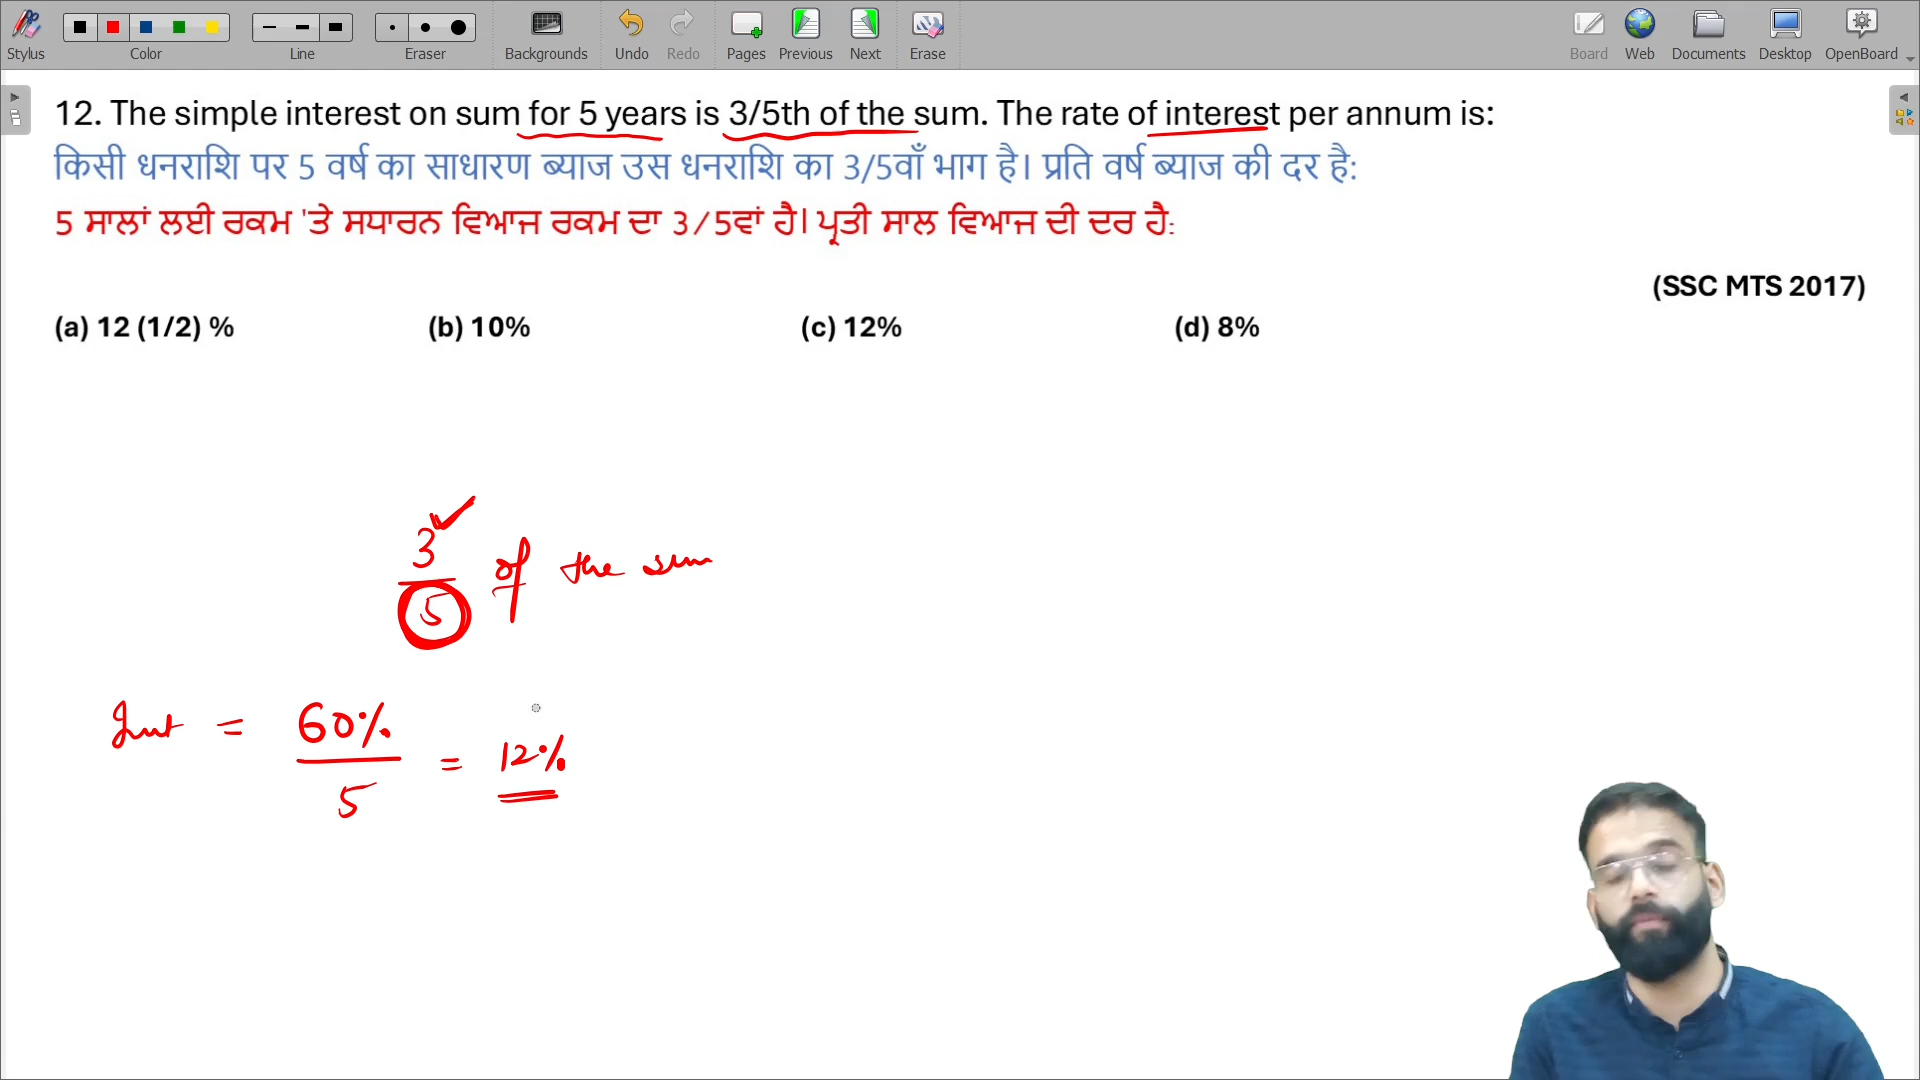 Stylus Color Line Eraser Backgrounds Undo Redo Pages Previous Next Erase Board Web Documents Desktop OpenBoard
12. The simple interest on sum for 5 years is 3/5th of the sum. The rate of interest per annum is:
किसी धनराशि पर 5 वर्ष का साधारण ब्याज उस धनराशि का 3/5वाँ भाग है। प्रति वर्ष ब्याज की दर है:
5 ਸਾਲਾਂ ਲਈ ਰਕਮ 'ਤੇ ਸਧਾਰਨ ਵਿਆਜ ਰਕਮ ਦਾ 3/5ਵਾਂ ਹੈ। ਪ੍ਰਤੀ ਸਾਲ ਵਿਆਜ ਦੀ ਦਰ ਹੈ:
(SSC MTS 2017)
(a) 12 (1/2) % (b) 10% (c) 12% (d) 8%
3/5 of the sum
Int = 60%/5 = 12%